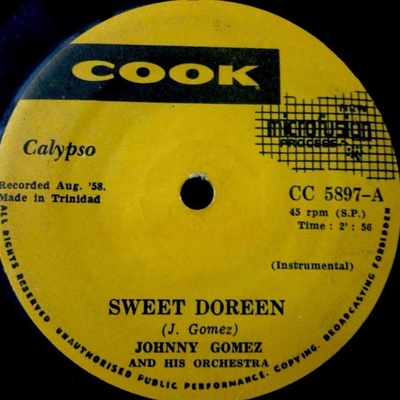 COOK
NEW
microfusion
PROCESS
Calypso
Recorded Aug. '58.
Made in Trinidad
CC 5897-A
45 rpm (S.P.)
Time : 2' : 56
(Instrumental)
SWEET DOREEN
(J. Gomez)
JOHNNY GOMEZ
AND HIS ORCHESTRA
ALL RIGHTS RESERVED UNAUTHORISED PUBLIC PERFORMANCE, COPYING, BROADCASTING FORBIDDEN